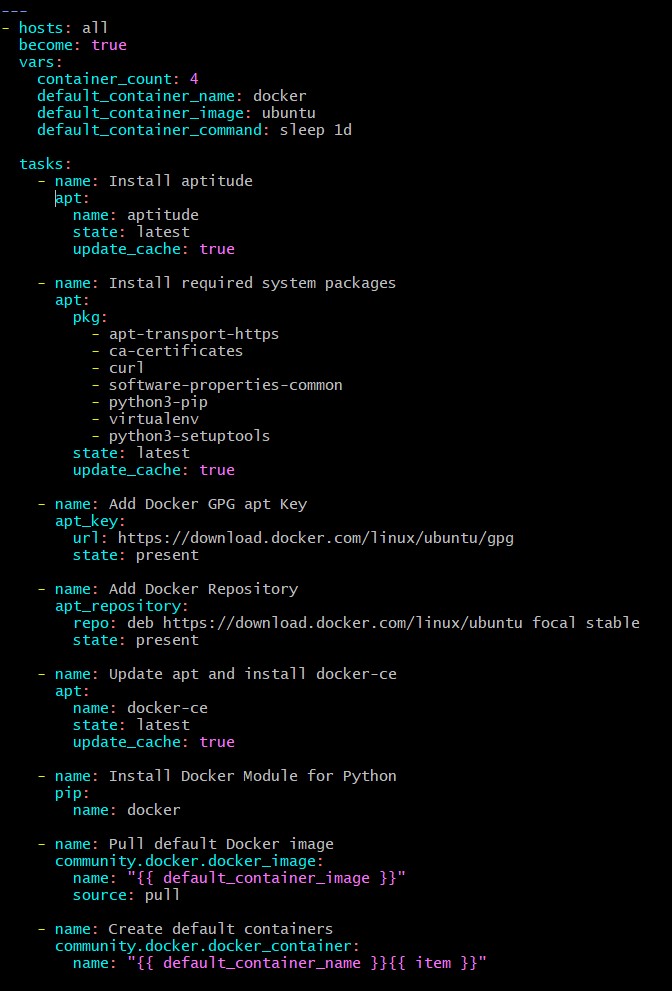 ---
- hosts: all
  become: true
  vars:
    container_count: 4
    default_container_name: docker
    default_container_image: ubuntu
    default_container_command: sleep 1d

  tasks:
    - name: Install aptitude
      apt:
        name: aptitude
        state: latest
        update_cache: true

    - name: Install required system packages
      apt:
        pkg:
          - apt-transport-https
          - ca-certificates
          - curl
          - software-properties-common
          - python3-pip
          - virtualenv
          - python3-setuptools
        state: latest
        update_cache: true

    - name: Add Docker GPG apt Key
      apt_key:
        url: https://download.docker.com/linux/ubuntu/gpg
        state: present

    - name: Add Docker Repository
      apt_repository:
        repo: deb https://download.docker.com/linux/ubuntu focal stable
        state: present

    - name: Update apt and install docker-ce
      apt:
        name: docker-ce
        state: latest
        update_cache: true

    - name: Install Docker Module for Python
      pip:
        name: docker

    - name: Pull default Docker image
      community.docker.docker_image:
        name: "{{ default_container_image }}"
        source: pull

    - name: Create default containers
      community.docker.docker_container:
        name: "{{ default_container_name }}{{ item }}"